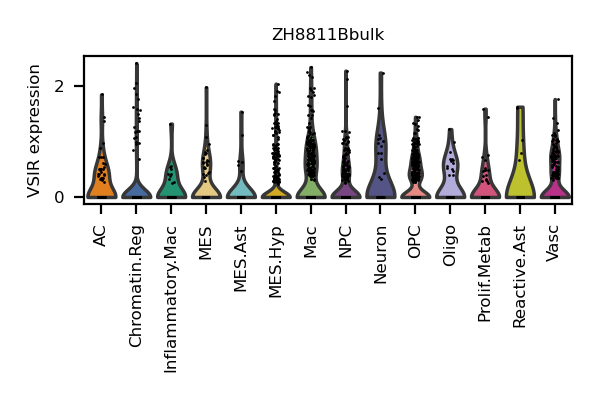 ZH8811Bbulk
VSIR expression
2
0
AC
Chromatin.Reg
Inflammatory.Mac
MES
MES.Ast
MES.Hyp
Mac
NPC
Neuron
OPC
Oligo
Prolif.Metab
Reactive.Ast
Vasc